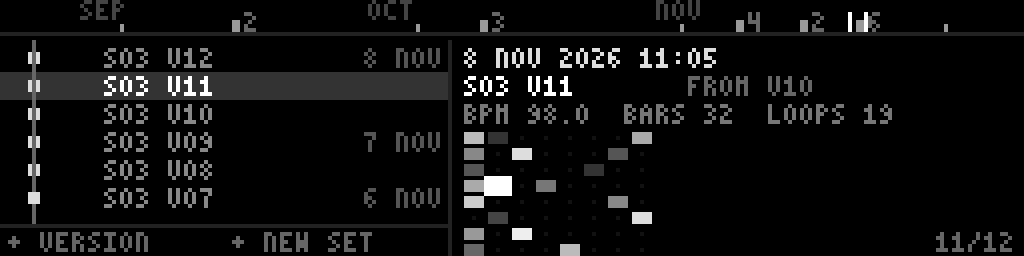 SEP OCT NOV
2 3 4 2 6
S03 V12 8 NOV
S03 V11
S03 V10
S03 V09 7 NOV
S03 V08
S03 V07 6 NOV
+ VERSION + NEW SET
8 NOV 2026 11:05
S03 V11 FROM V10
BPM 98.0 BARS 32 LOOPS 19
11/12